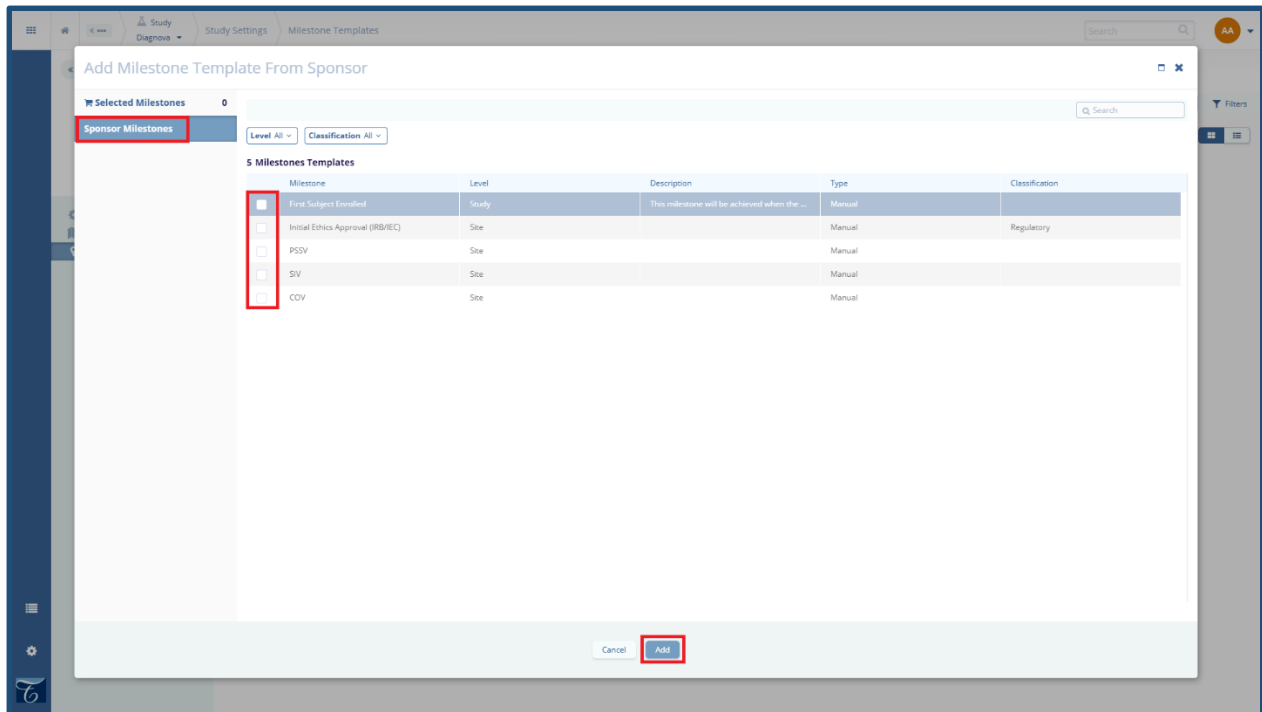 Study
Diagnova
Study Settings
Milestone Templates
Search
AA
Add Milestone Template From Sponsor
Selected Milestones 0
Search
Filters
Sponsor Milestones
Level All
Classification All
5 Milestones Templates
Milestone Level Description Type Classification
First Subject Enrolled Study This milestone will be achieved when the ... Manual
Initial Ethics Approval (IRB/IEC) Site Manual Regulatory
PSSV Site Manual
SIV Site Manual
COV Site Manual
Cancel Add